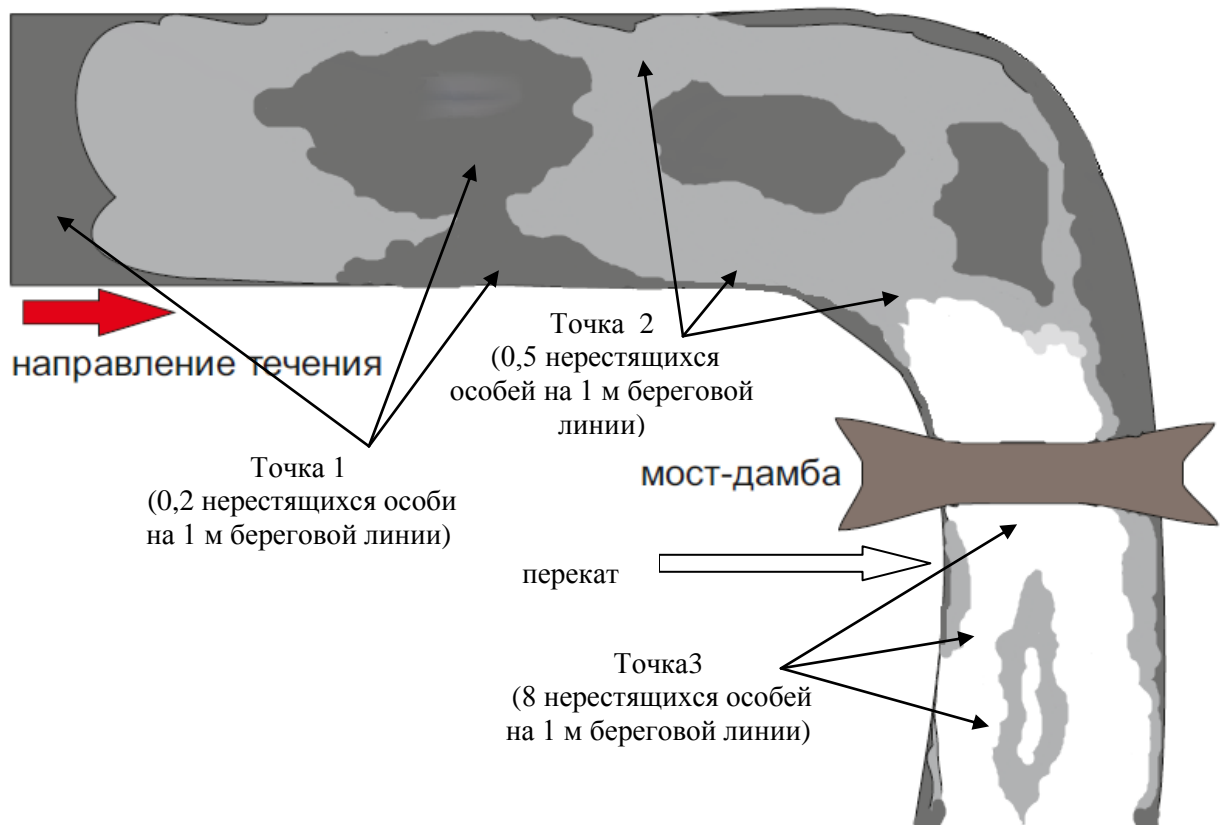 направление течения
Точка 1
(0,2 нерестящихся особи
на 1 м береговой линии)
Точка 2
(0,5 нерестящихся
особей на 1 м береговой
линии)
мост-дамба
перекат
Точка3
(8 нерестящихся особей
на 1 м береговой линии)